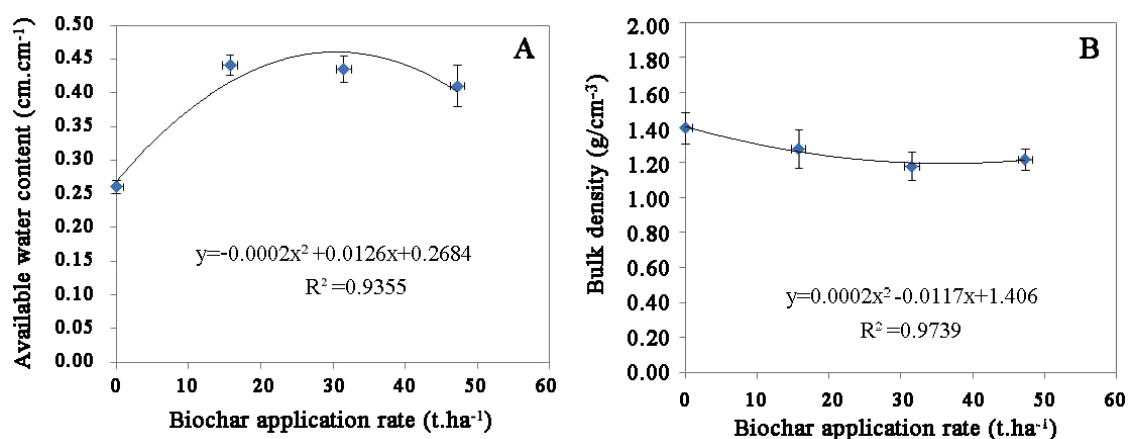 A
Available water content (cm.cm⁻¹)
0.50
0.45
0.40
0.35
0.30
0.25
0.20
0.15
0.10
0.05
0.00
y=-0.0002x² +0.0126x+0.2684
R² =0.9355
0 10 20 30 40 50 60
Biochar application rate (t.ha⁻¹)
B
Bulk density (g/cm⁻³)
2.00
1.80
1.60
1.40
1.20
1.00
0.80
0.60
0.40
0.20
0.00
y=0.0002x² -0.0117x+1.406
R² =0.9739
0 10 20 30 40 50 60
Biochar application rate (t.ha⁻¹)